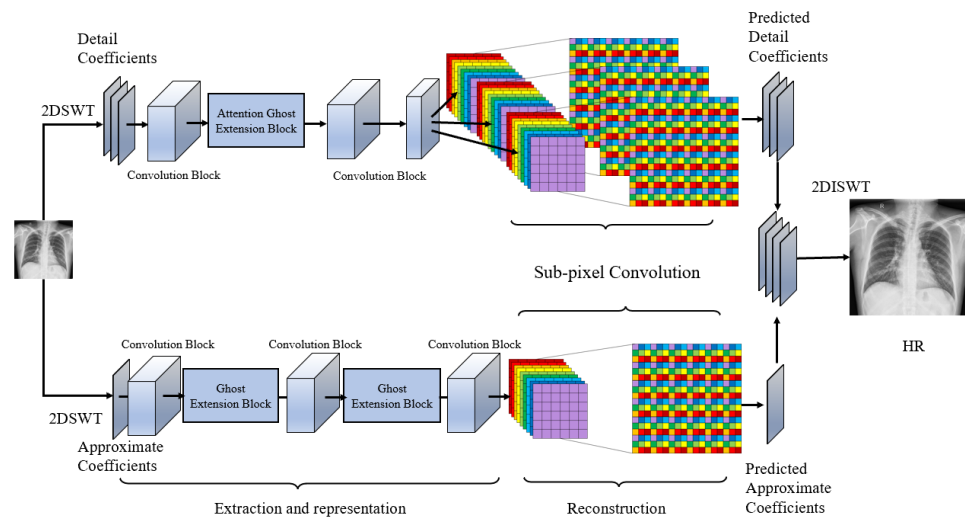 Detail
Coefficients
2DSWT
Attention Ghost
Extension Block
Convolution Block
Convolution Block
Predicted
Detail
Coefficients
2DISWT
Sub-pixel Convolution
HR
2DSWT
Approximate
Coefficients
Convolution Block
Ghost
Extension Block
Convolution Block
Ghost
Extension Block
Convolution Block
Predicted
Approximate
Coefficients
Extraction and representation
Reconstruction